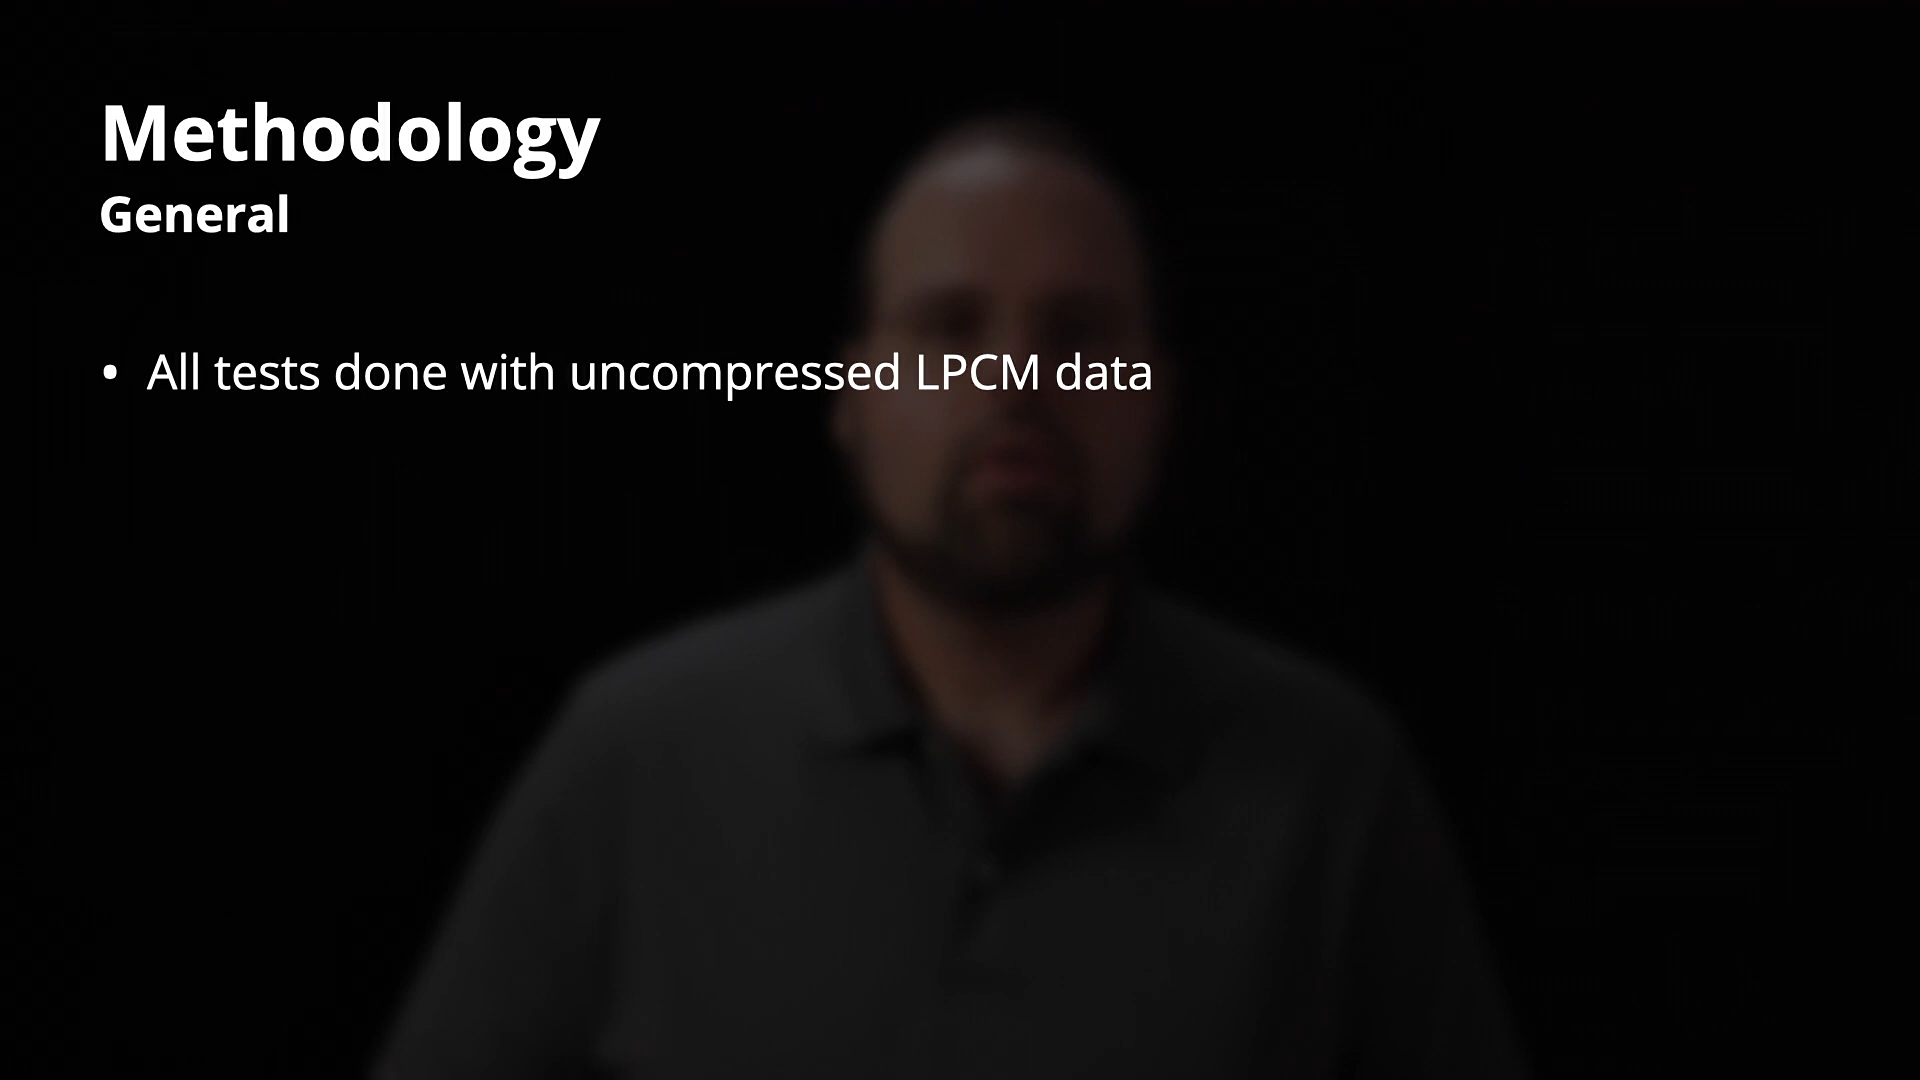 Methodology
General
• All tests done with uncompressed LPCM data